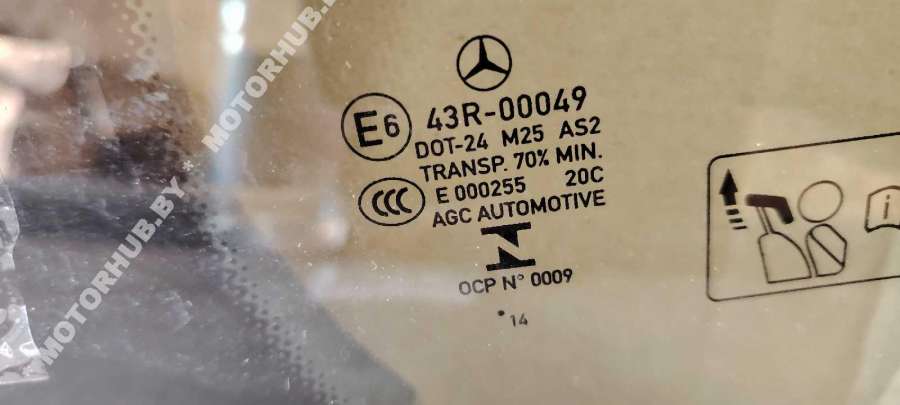 MOTORHUB.BY * MOTORHUB.BY
E6
43R-00049
DOT-24 M25 AS2
TRANSP. 70% MIN.
CCC
E 000255 20C
AGC AUTOMOTIVE
OCP N° 0009
•14
i